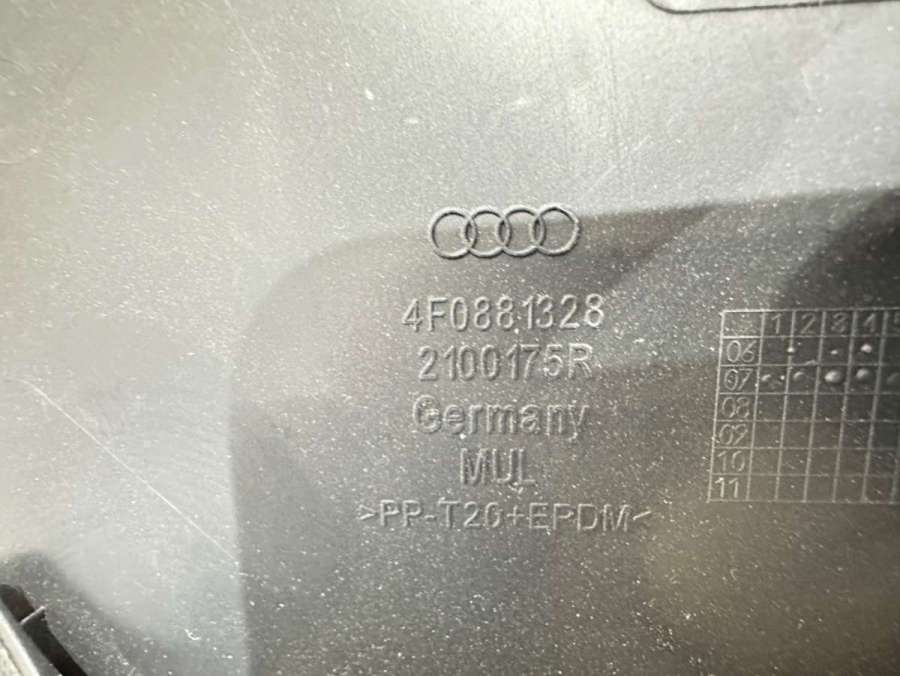 4F0881328
2100175R
Germany
MUL
>PP-T20+EPDM<
1 2 3 4
06
07
08
09
10
11